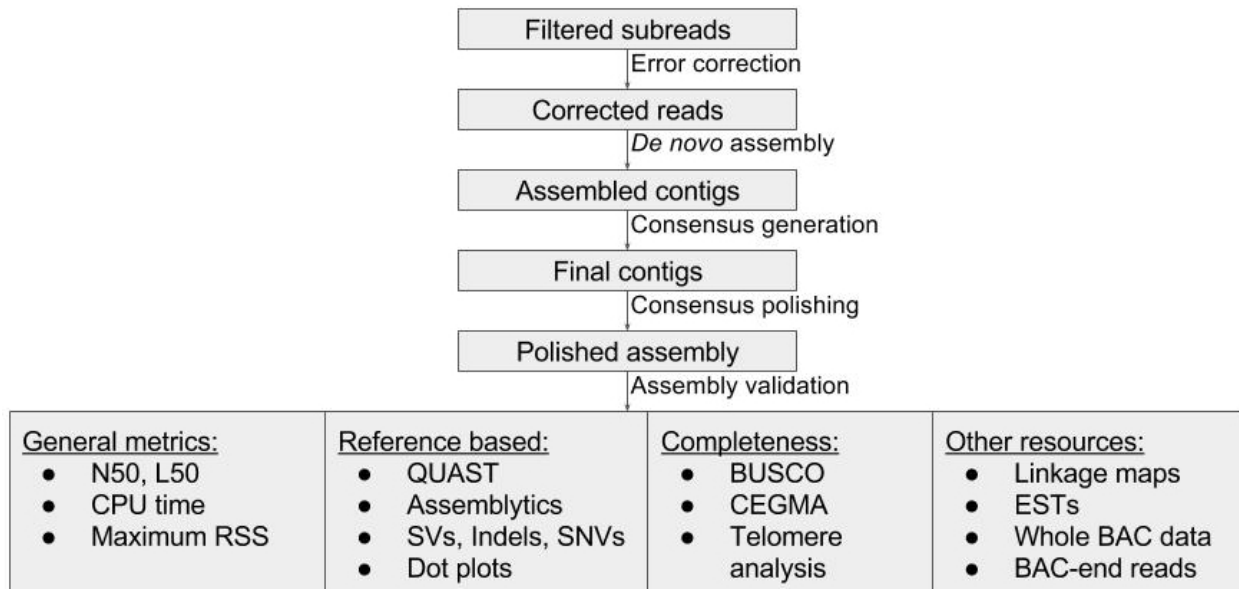 Filtered subreads
Error correction
Corrected reads
De novo assembly
Assembled contigs
Consensus generation
Final contigs
Consensus polishing
Polished assembly
Assembly validation
General metrics:
● N50, L50
● CPU time
● Maximum RSS
Reference based:
● QUAST
● Assemblytics
● SVs, Indels, SNVs
● Dot plots
Completeness:
● BUSCO
● CEGMA
● Telomere
analysis
Other resources:
● Linkage maps
● ESTs
● Whole BAC data
● BAC-end reads